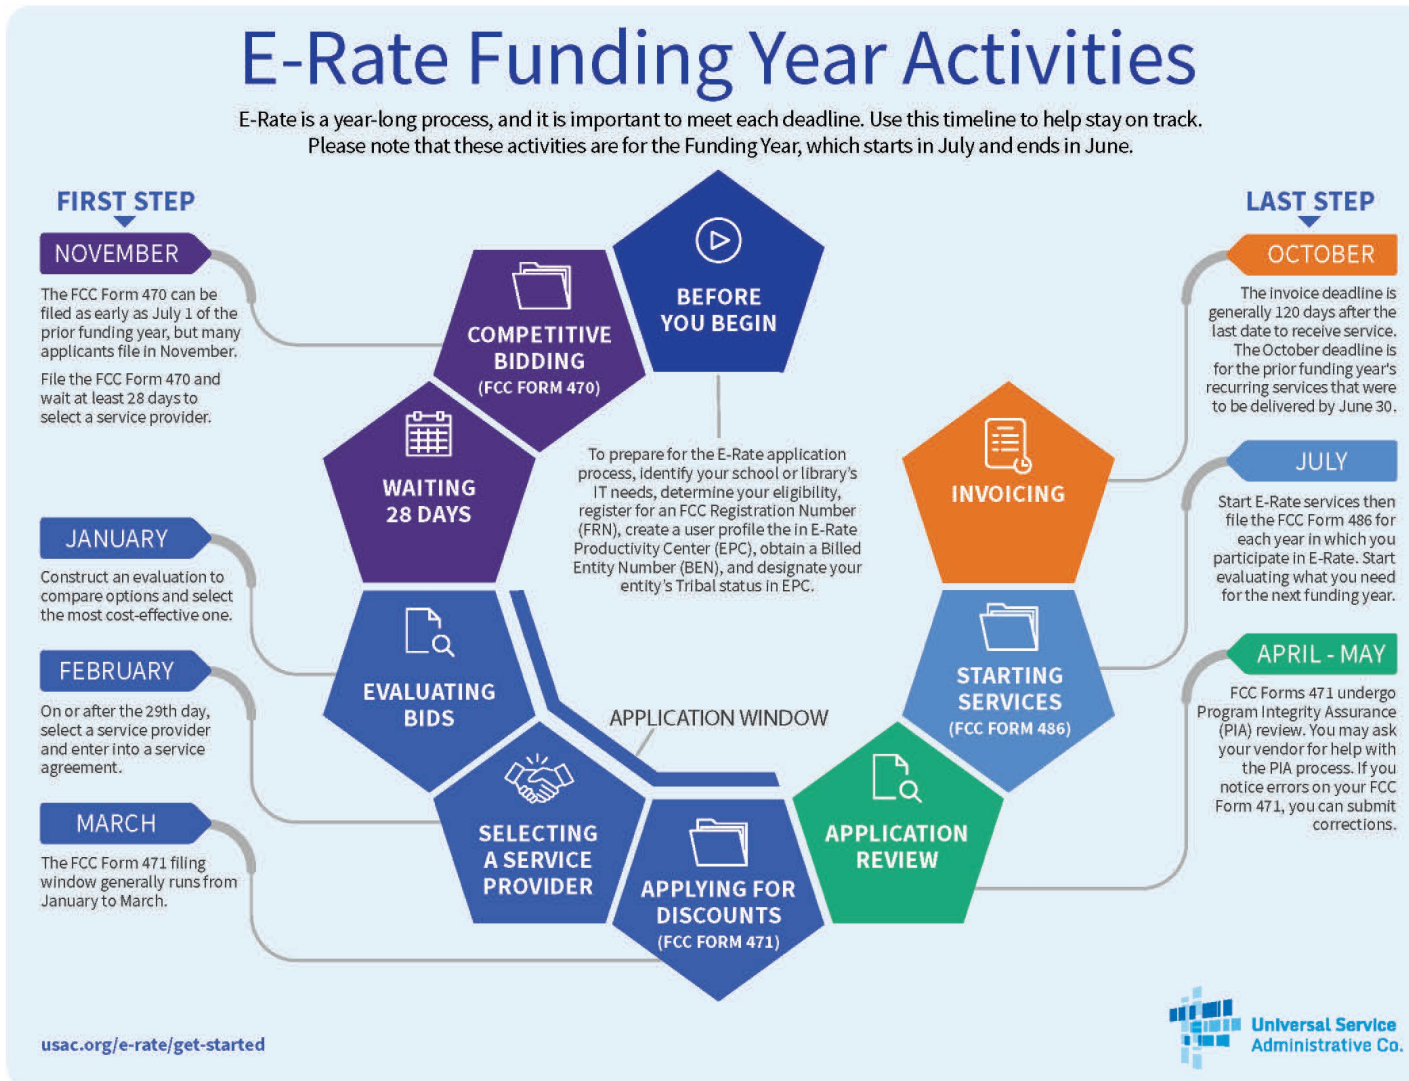 E-Rate Funding Year Activities
E-Rate is a year-long process, and it is important to meet each deadline. Use this timeline to help stay on track.
Please note that these activities are for the Funding Year, which starts in July and ends in June.
FIRST STEP
NOVEMBER
The FCC Form 470 can be
filed as early as July 1 of the
prior funding year, but many
applicants file in November.
File the FCC Form 470 and
wait at least 28 days to
select a service provider.
JANUARY
Construct an evaluation to
compare options and select
the most cost-effective one.
FEBRUARY
On or after the 29th day,
select a service provider
and enter into a service
agreement.
MARCH
The FCC Form 471 filing
window generally runs from
January to March.
BEFORE
YOU BEGIN
To prepare for the E-Rate application
process, identify your school or library's
IT needs, determine your eligibility,
register for an FCC Registration Number
(FRN), create a user profile the in E-Rate
Productivity Center (EPC), obtain a Billed
Entity Number (BEN), and designate your
entity's Tribal status in EPC.
COMPETITIVE
BIDDING
(FCC FORM 470)
WAITING
28 DAYS
EVALUATING
BIDS
SELECTING
A SERVICE
PROVIDER
APPLYING FOR
DISCOUNTS
(FCC FORM 471)
APPLICATION WINDOW
APPLICATION
REVIEW
STARTING
SERVICES
(FCC FORM 486)
INVOICING
LAST STEP
OCTOBER
The invoice deadline is
generally 120 days after the
last date to receive service.
The October deadline is
for the prior funding year's
recurring services that were
to be delivered by June 30.
JULY
Start E-Rate services then
file the FCC Form 486 for
each year in which you
participate in E-Rate. Start
evaluating what you need
for the next funding year.
APRIL - MAY
FCC Forms 471 undergo
Program Integrity Assurance
(PIA) review. You may ask
your vendor for help with
the PIA process. If you
notice errors on your FCC
Form 471, you can submit
corrections.
usac.org/e-rate/get-started
Universal Service
Administrative Co.